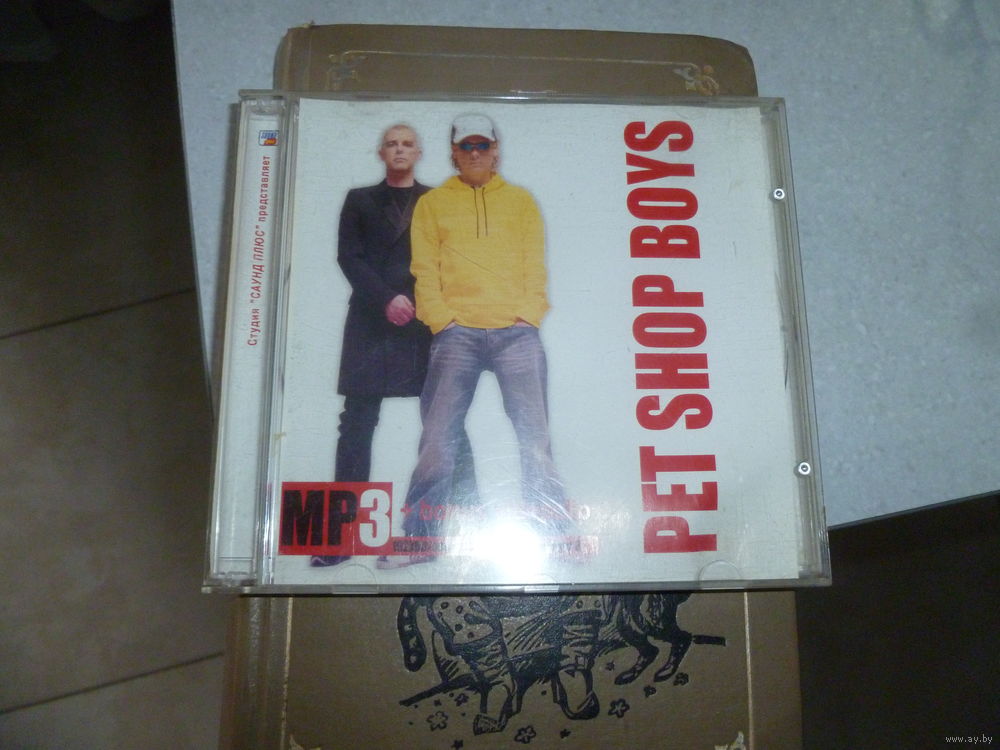 Студия "САУНД ПЛЮС" представляет
PET SHOP BOYS
MP3
www.ay.by